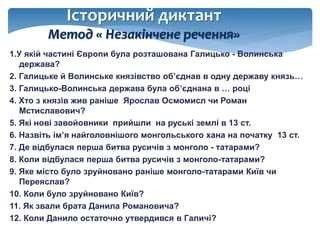 Історичний диктант
Метод « Незакінчене речення»
1.У якій частині Європи була розташована Галицько - Волинська
держава?
2. Галицьке й Волинське князівство об’єднав в одну державу князь…
3. Галицько-Волинська держава була об’єднана в … році
4. Хто з князів жив раніше Ярослав Осмомисл чи Роман
Мстиславович?
5. Які нові завойовники прийшли на руські землі в 13 ст.
6. Назвіть ім’я найголовнішого монгольського хана на початку 13 ст.
7. Де відбулася перша битва русичів з монголо - татарами?
8. Коли відбулася перша битва русичів з монголо-татарами?
9. Яке місто було зруйновано раніше монголо-татарами Київ чи
Переяслав?
10. Коли було зруйновано Київ?
11. Як звали брата Данила Романовича?
12. Коли Данило остаточно утвердився в Галичі?